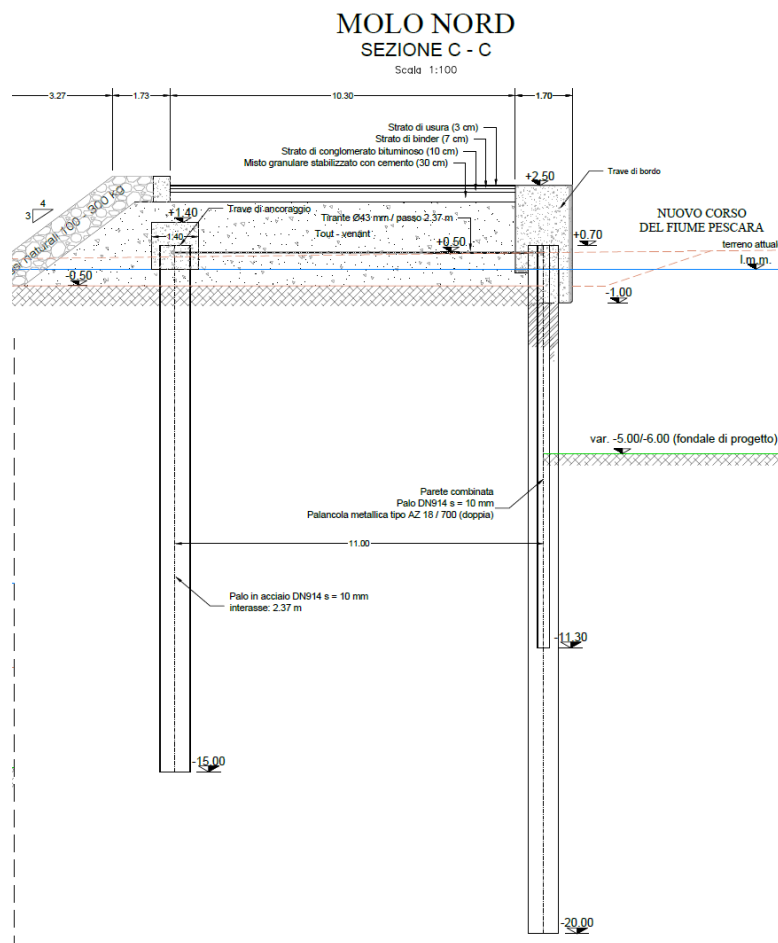 MOLO NORD
SEZIONE C - C
Scala 1:100
3.27
1.73
10.30
1.70
Strato di usura (3 cm)
Strato di binder (7 cm)
Strato di conglomerato bituminoso (10 cm)
Misto granulare stabilizzato con cemento (30 cm)
+2.50
Trave di bordo
4
3
naturali 100 - 300 kg
+1.40
Trave di ancoraggio
1.40
Tirante Ø43 mm / passo 2.37 m
Tout - venant
+0.50
NUOVO CORSO
DEL FIUME PESCARA
+0.70
terreno attual
l.m.m.
-0.50
-1.00
var. -5.00/-6.00 (fondale di progetto)
Parete combinata
Palo DN914 s = 10 mm
Palancola metallica tipo AZ 18 / 700 (doppia)
11.00
Palo in acciaio DN914 s = 10 mm
interasse: 2.37 m
-11.30
-15.00
-20.00